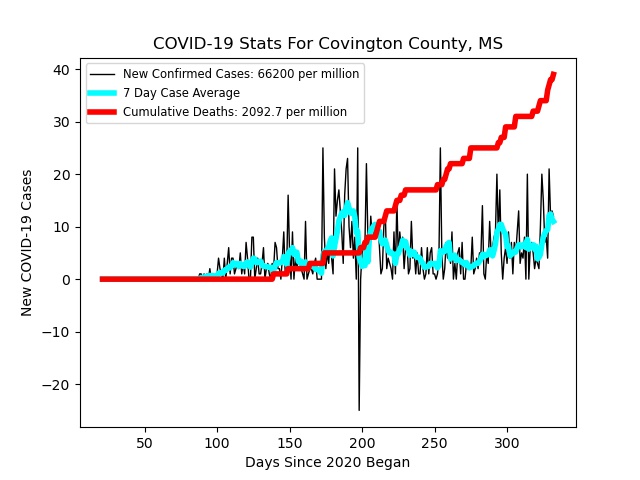 COVID-19 Stats For Covington County, MS
New Confirmed Cases: 66200 per million
7 Day Case Average
Cumulative Deaths: 2092.7 per million
New COVID-19 Cases
40
30
20
10
0
−10
−20
50 100 150 200 250 300
Days Since 2020 Began